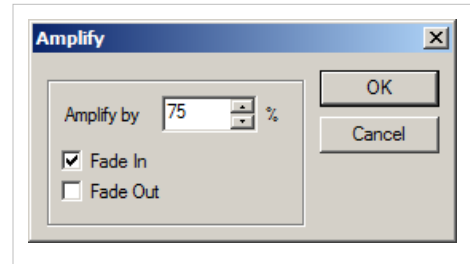 Amplify
OK
Amplify by 75 %
Cancel
Fade In
Fade Out